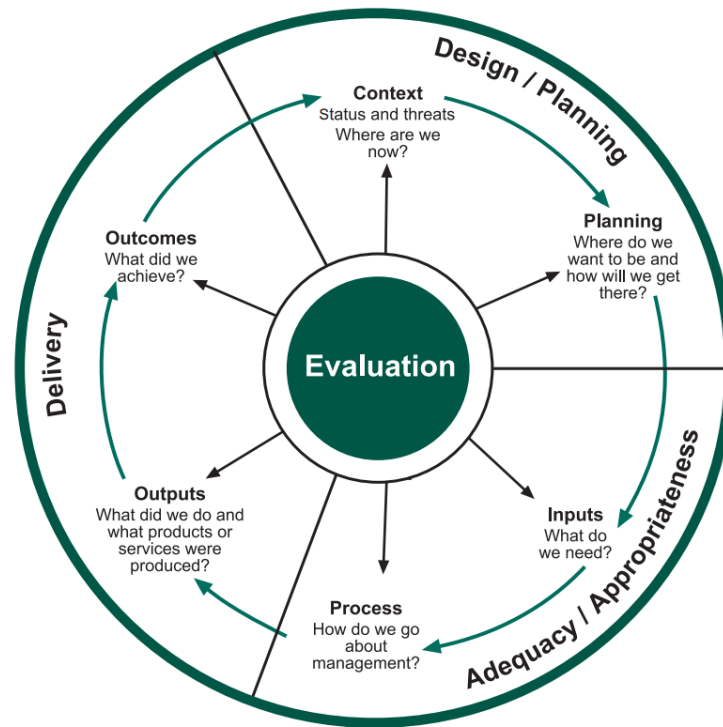 Design / Planning
Context
Status and threats
Where are we
now?
Planning
Where do we
want to be and
how will we get
there?
Outcomes
What did we
achieve?
Delivery
Evaluation
Outputs
What did we do and
what products or
services were
produced?
Inputs
What do
we need?
Process
How do we go
about
management?
Adequacy / Appropriateness